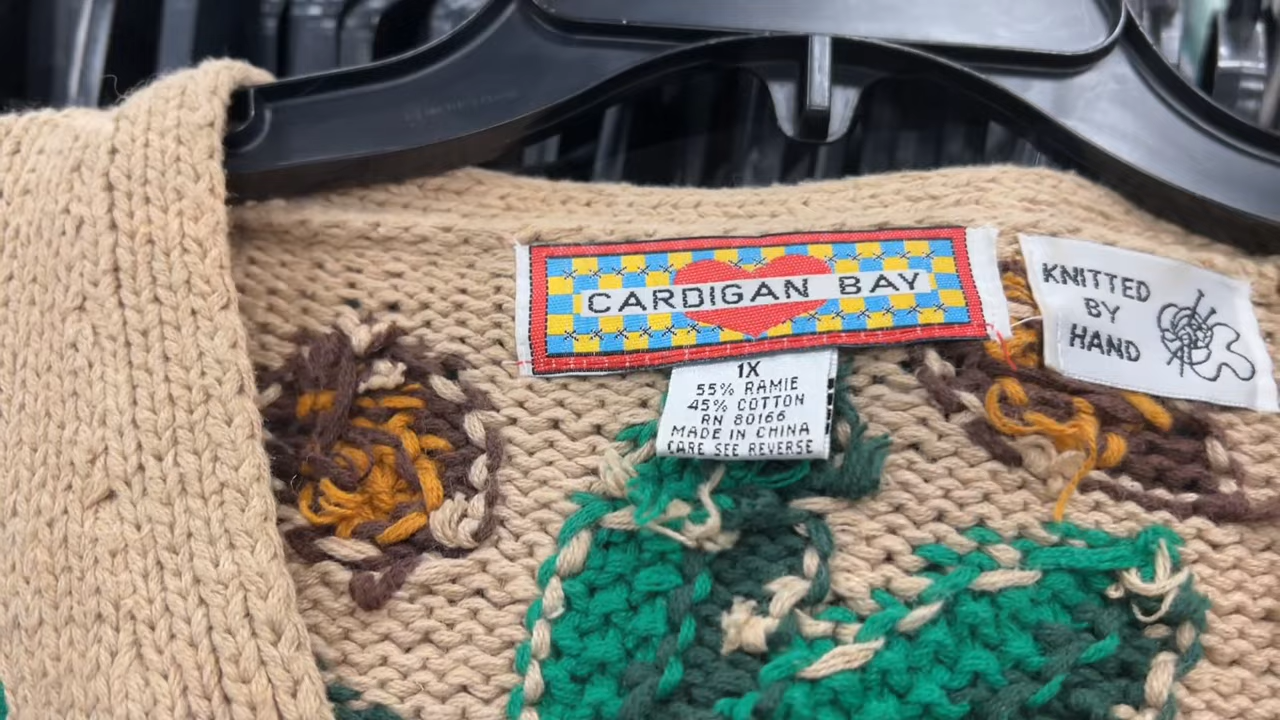 CARDIGAN BAY
KNITTED
BY
HAND
1X
55% RAMIE
45% COTTON
RN 80166
MADE IN CHINA
CARE SEE REVERSE